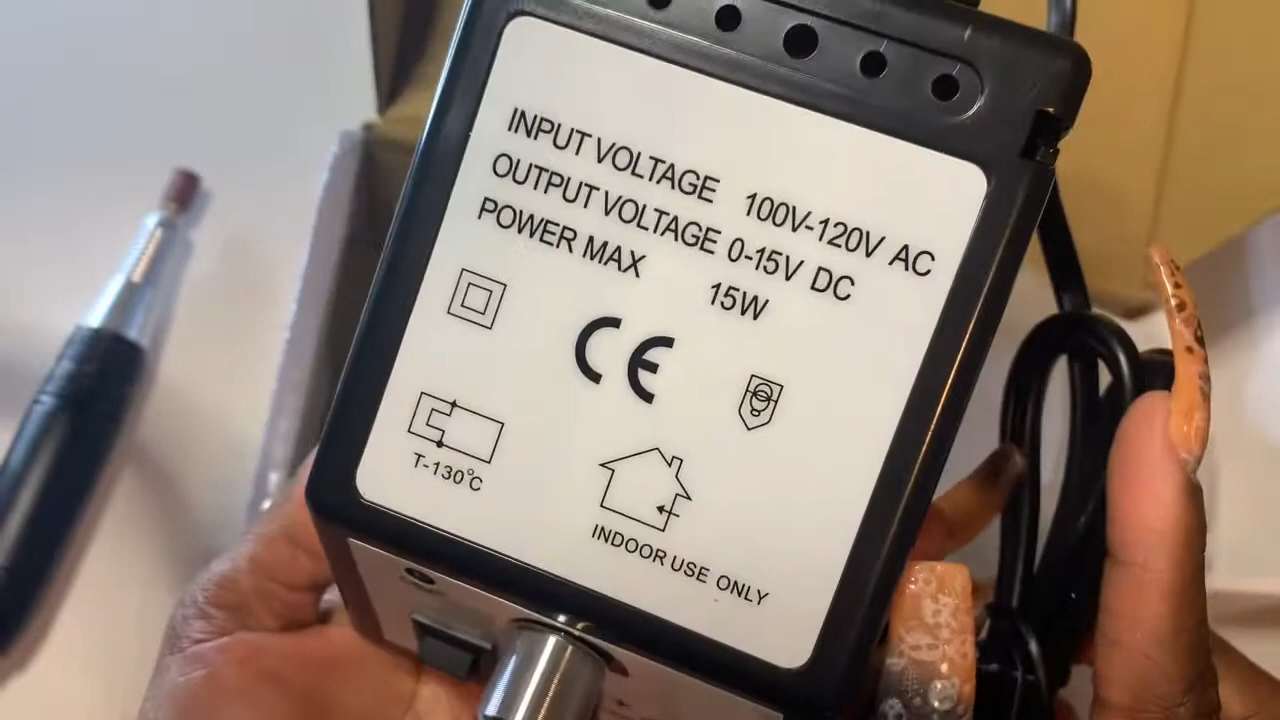 INPUT VOLTAGE 100V-120V AC
OUTPUT VOLTAGE 0-15V DC
POWER MAX 15W
CE
T-130°C
INDOOR USE ONLY